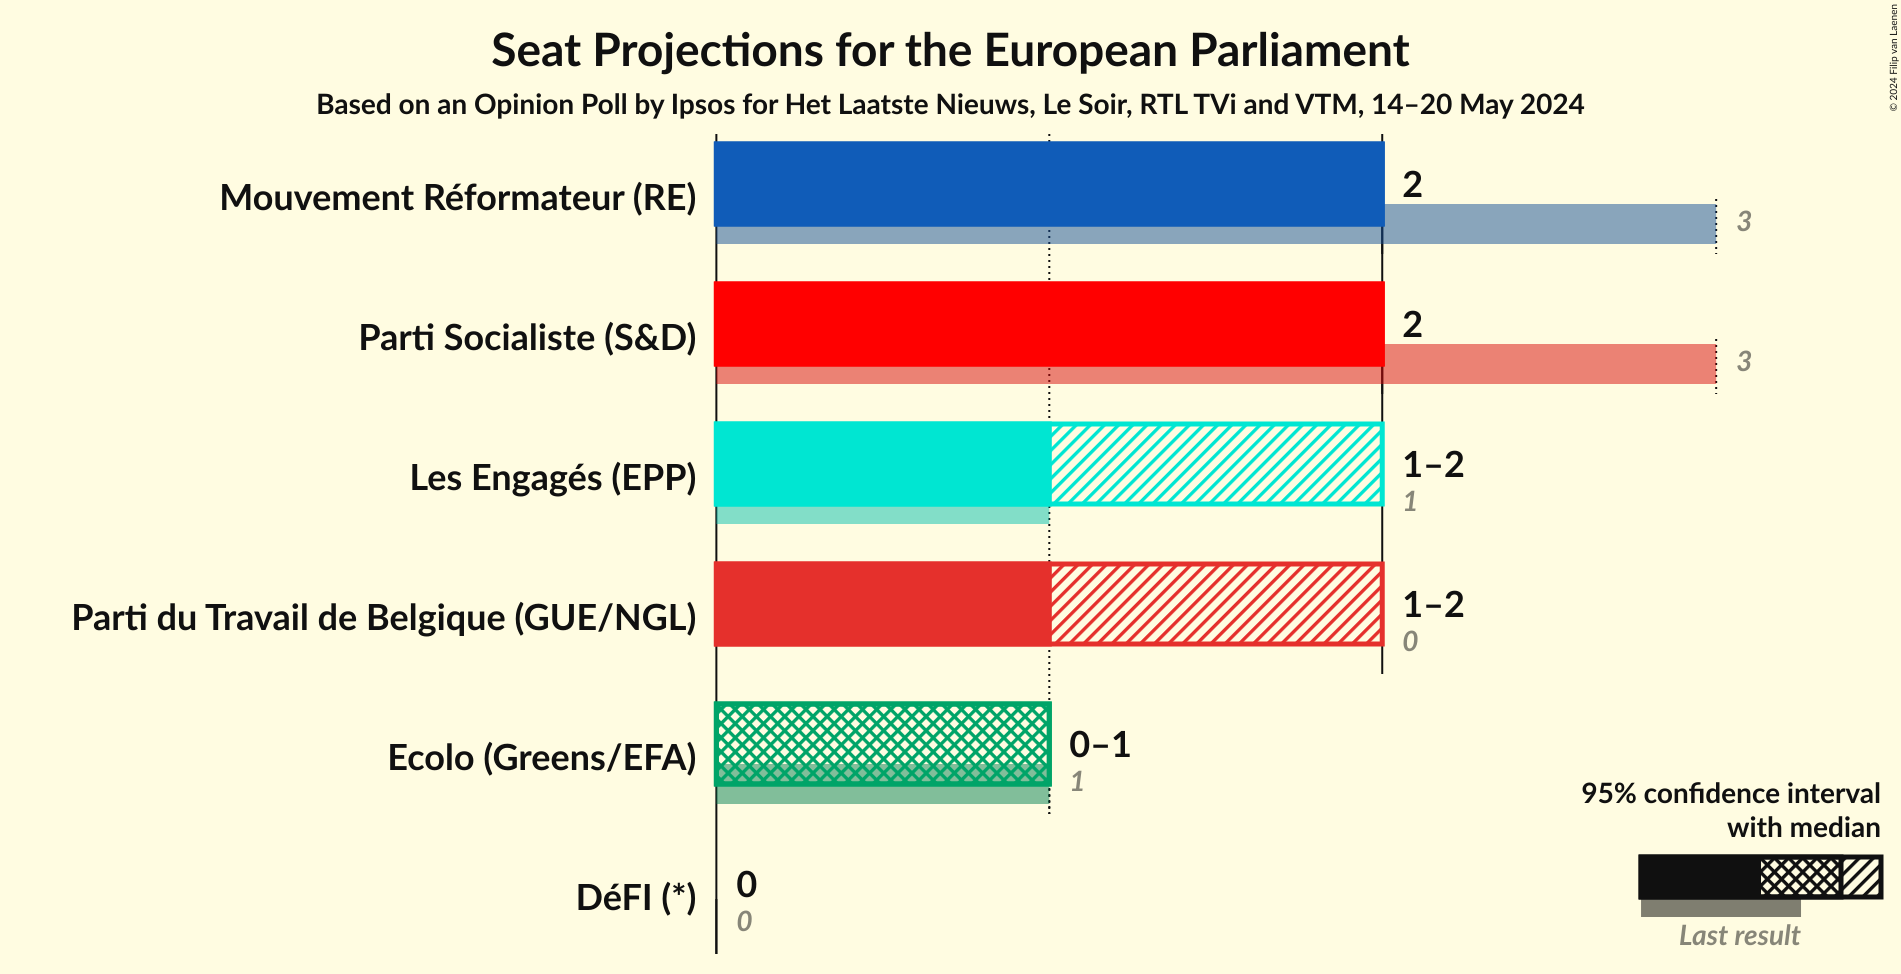 Seat Projections for the European Parliament
Based on an Opinion Poll by Ipsos for Het Laatste Nieuws, Le Soir, RTL TVi and VTM, 14–20 May 2024
© 2024 Filip van Laenen
Mouvement Réformateur (RE)
2
3
Parti Socialiste (S&D)
2
3
Les Engagés (EPP)
1–2
1
Parti du Travail de Belgique (GUE/NGL)
1–2
0
Ecolo (Greens/EFA)
0–1
1
DéFI (*)
0
0
95% confidence interval
with median
Last result